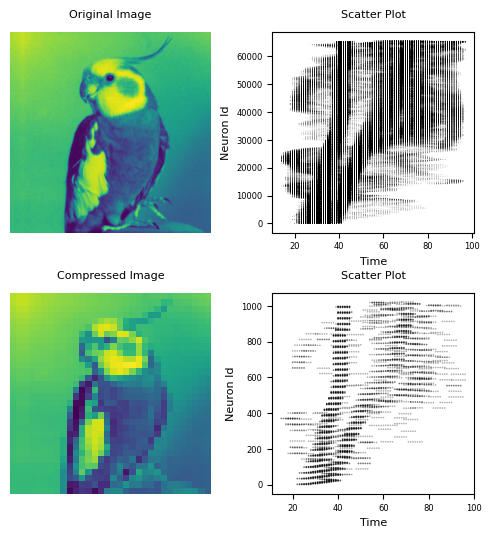 Original Image
Scatter Plot
60000
50000
40000
30000
20000
10000
0
Neuron Id
20 40 60 80 100
Time
Compressed Image
Scatter Plot
1000
800
600
400
200
0
Neuron Id
20 40 60 80 100
Time